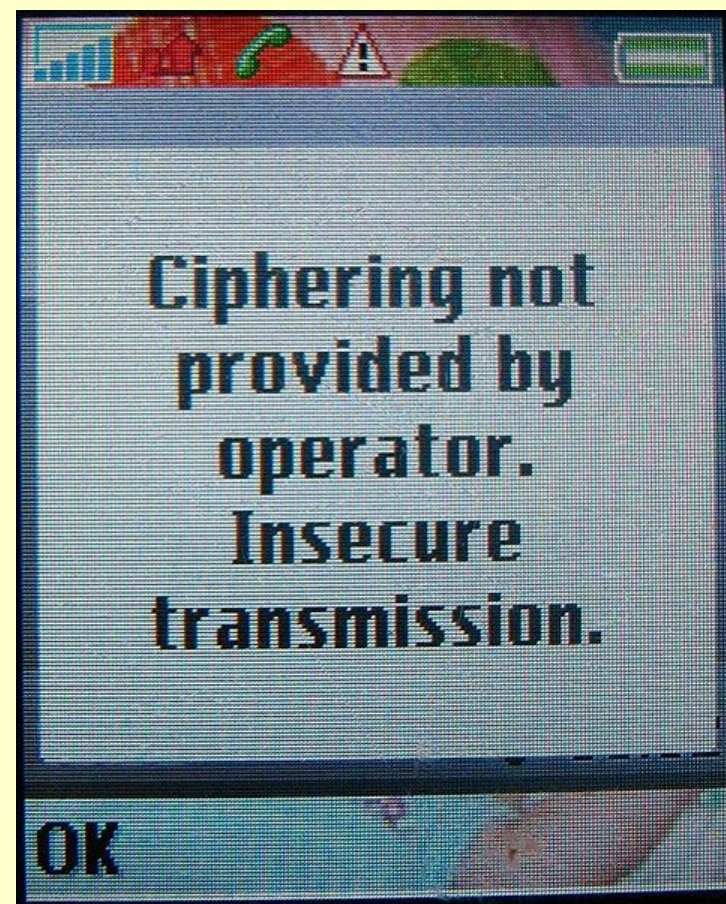 Ciphering not
provided by
operator.
Insecure
transmission.
OK